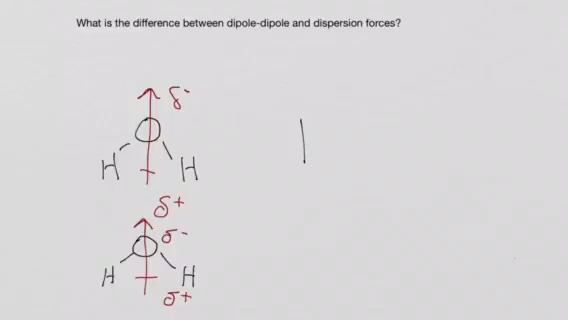 What is the difference between dipole-dipole and dispersion forces?
δ-
O
H H
δ+
O δ-
H H
δ+